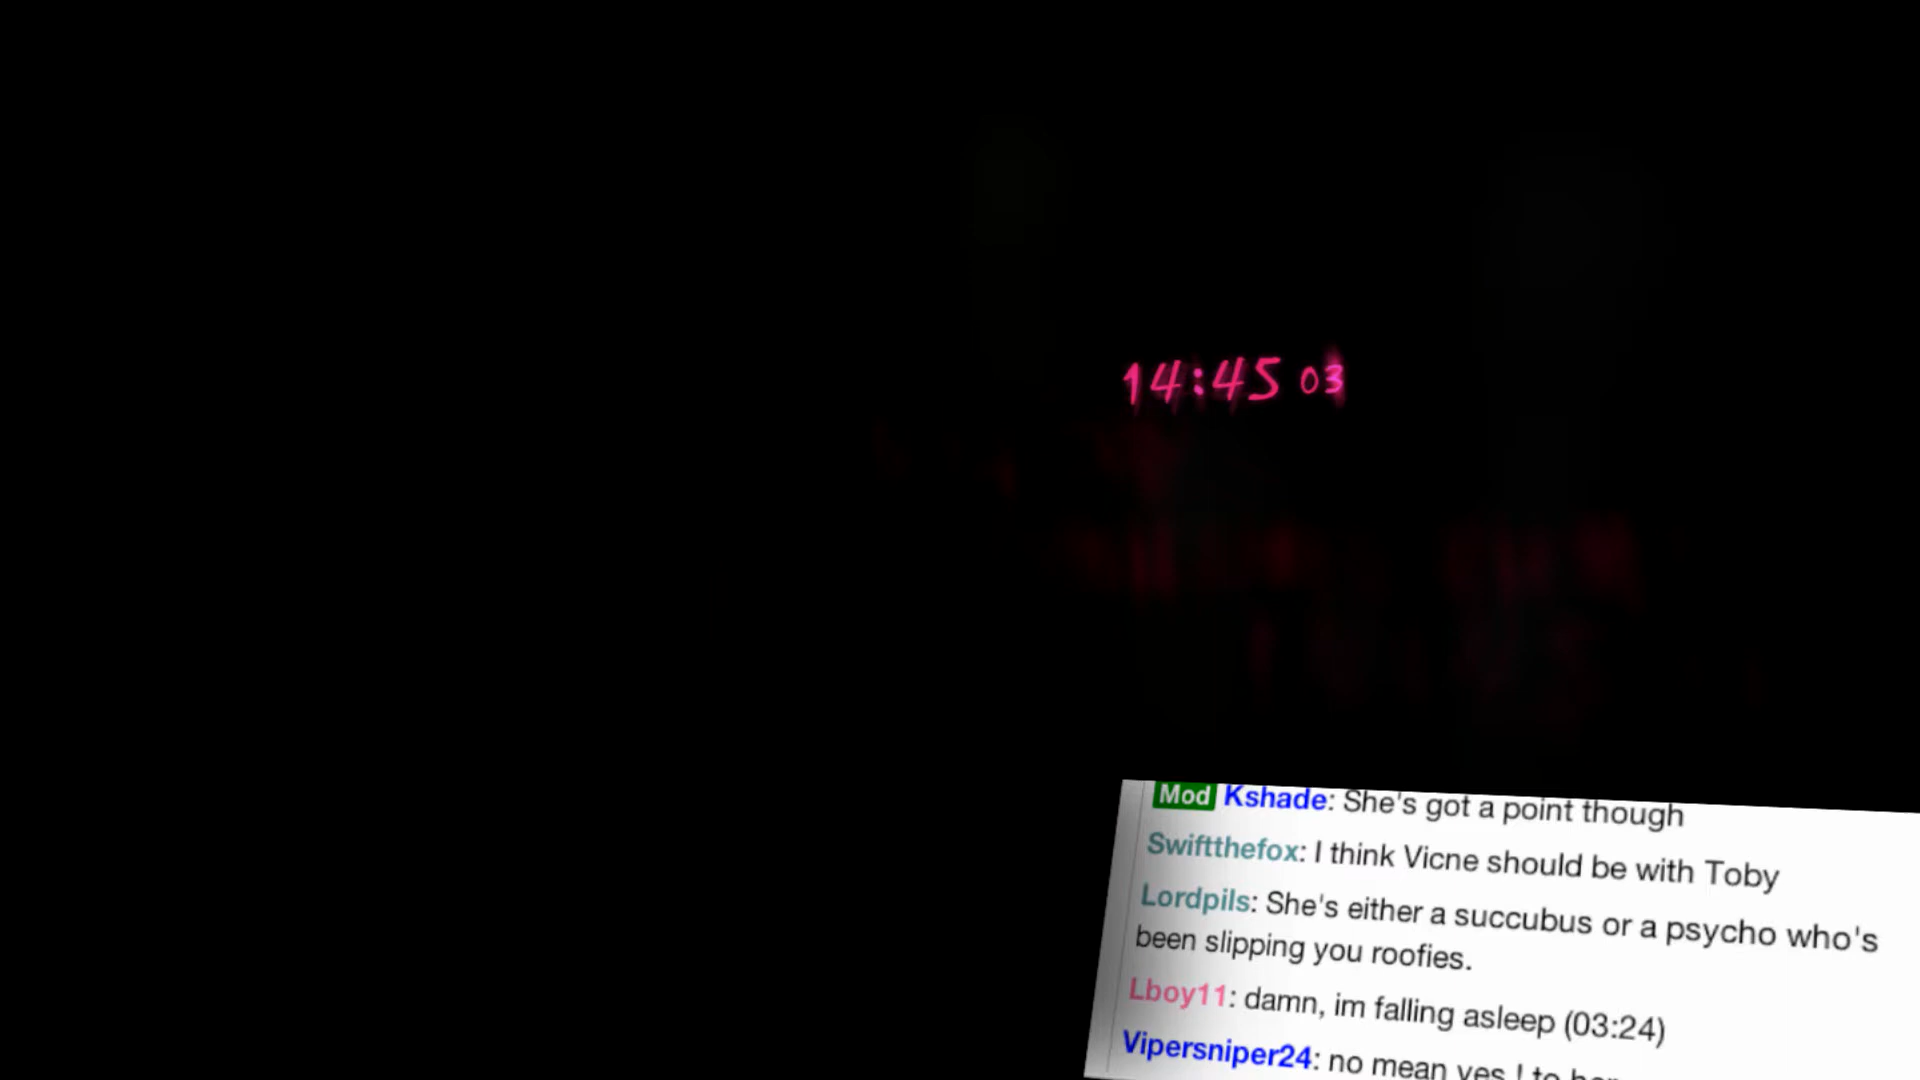 14:45 03
Mod Kshade: She's got a point though
Swiftthefox: I think Vicne should be with Toby
Lordpils: She's either a succubus or a psycho who's
been slipping you roofies.
Lboy11: damn, im falling asleep (03:24)
Vipersniper24: no mean yes ! to her